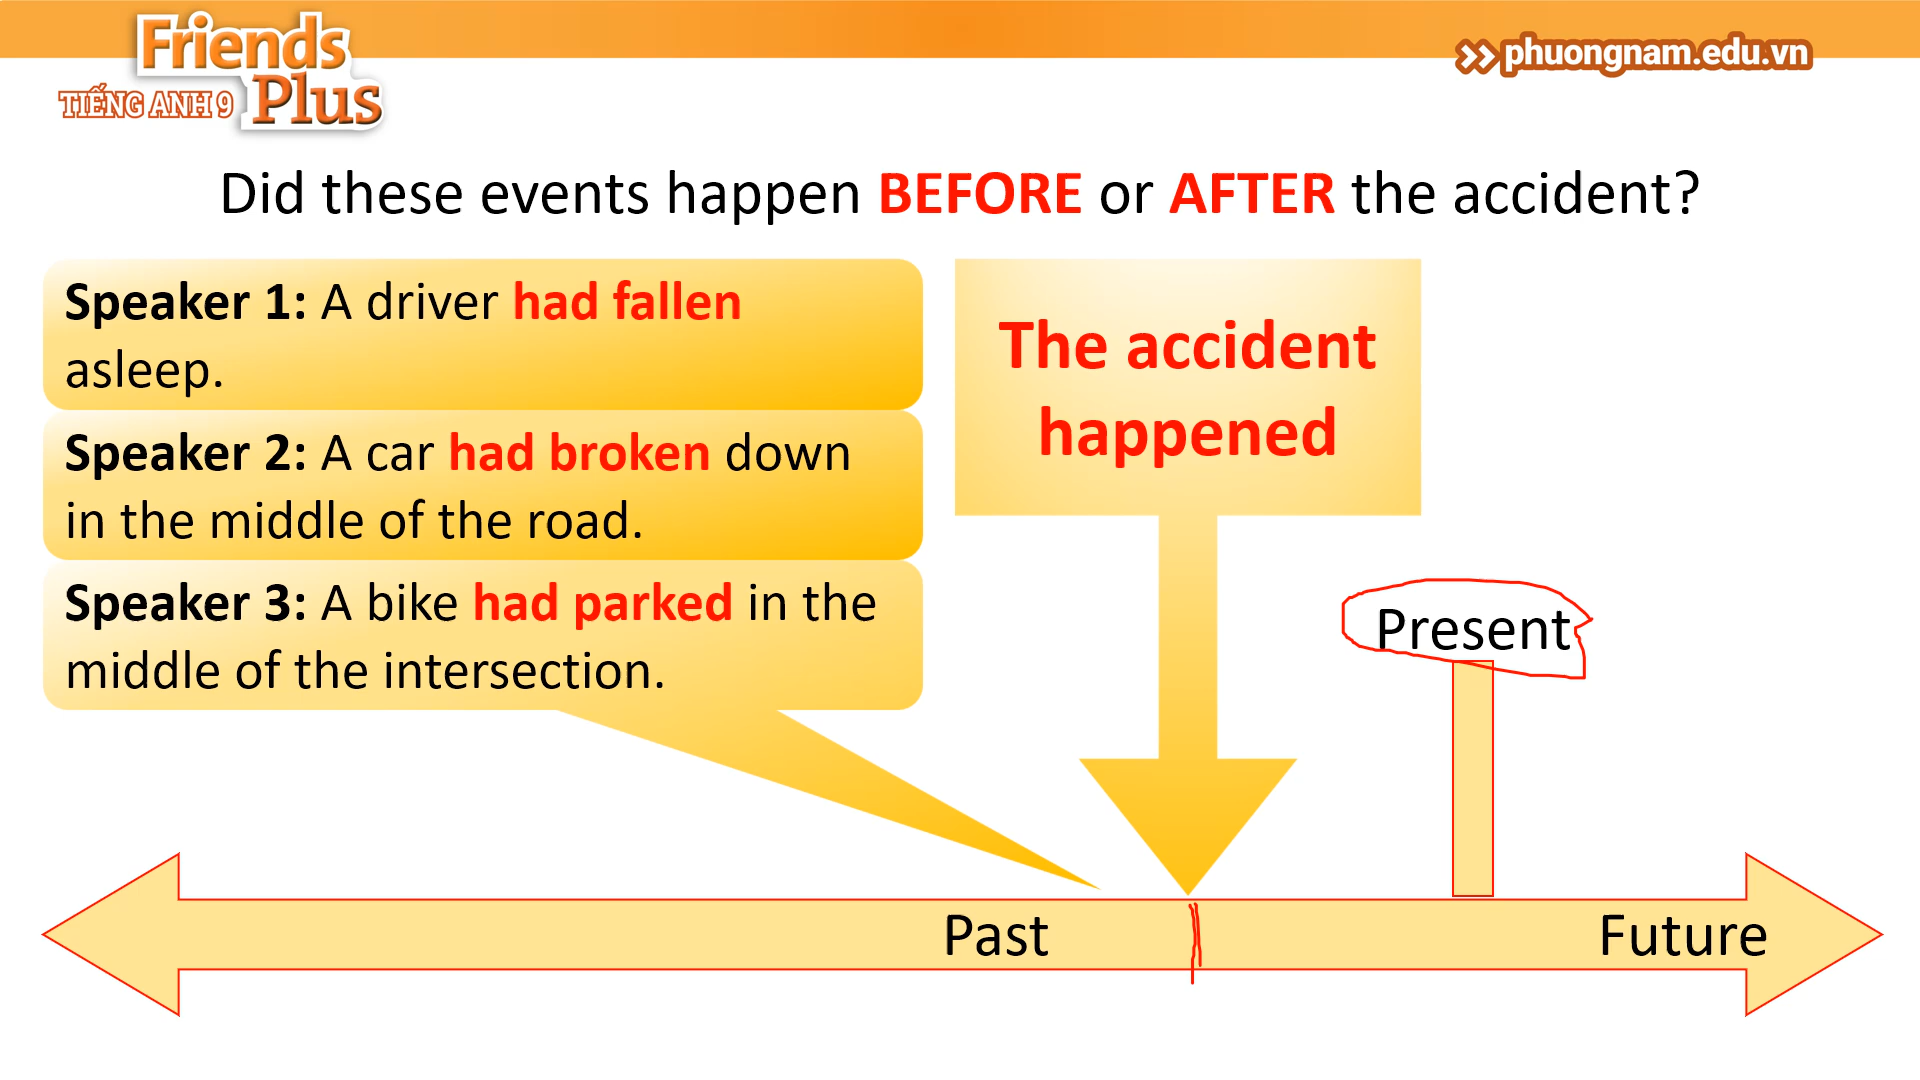 Friends
Plus
TIẾNG ANH 9
phuongnam.edu.vn
Did these events happen BEFORE or AFTER the accident?
Speaker 1: A driver had fallen
asleep.
Speaker 2: A car had broken down
in the middle of the road.
Speaker 3: A bike had parked in the
middle of the intersection.
The accident
happened
Present
Past
Future